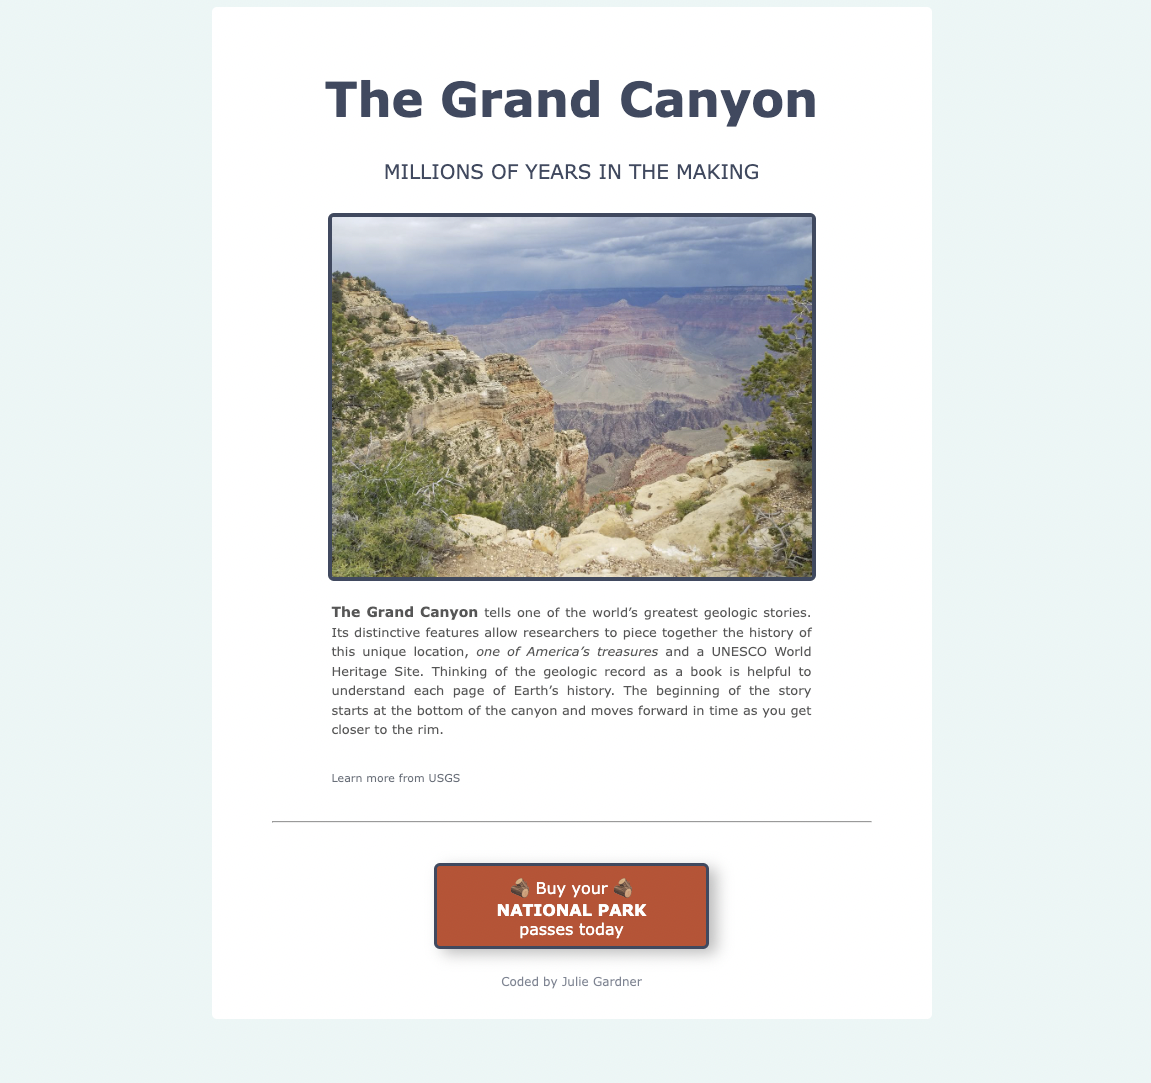 The Grand Canyon
MILLIONS OF YEARS IN THE MAKING
The Grand Canyon tells one of the world’s greatest geologic stories.
Its distinctive features allow researchers to piece together the history of
this unique location, one of America’s treasures and a UNESCO World
Heritage Site. Thinking of the geologic record as a book is helpful to
understand each page of Earth’s history. The beginning of the story
starts at the bottom of the canyon and moves forward in time as you get
closer to the rim.
Learn more from USGS
🪵 Buy your 🪵
NATIONAL PARK
passes today
Coded by Julie Gardner